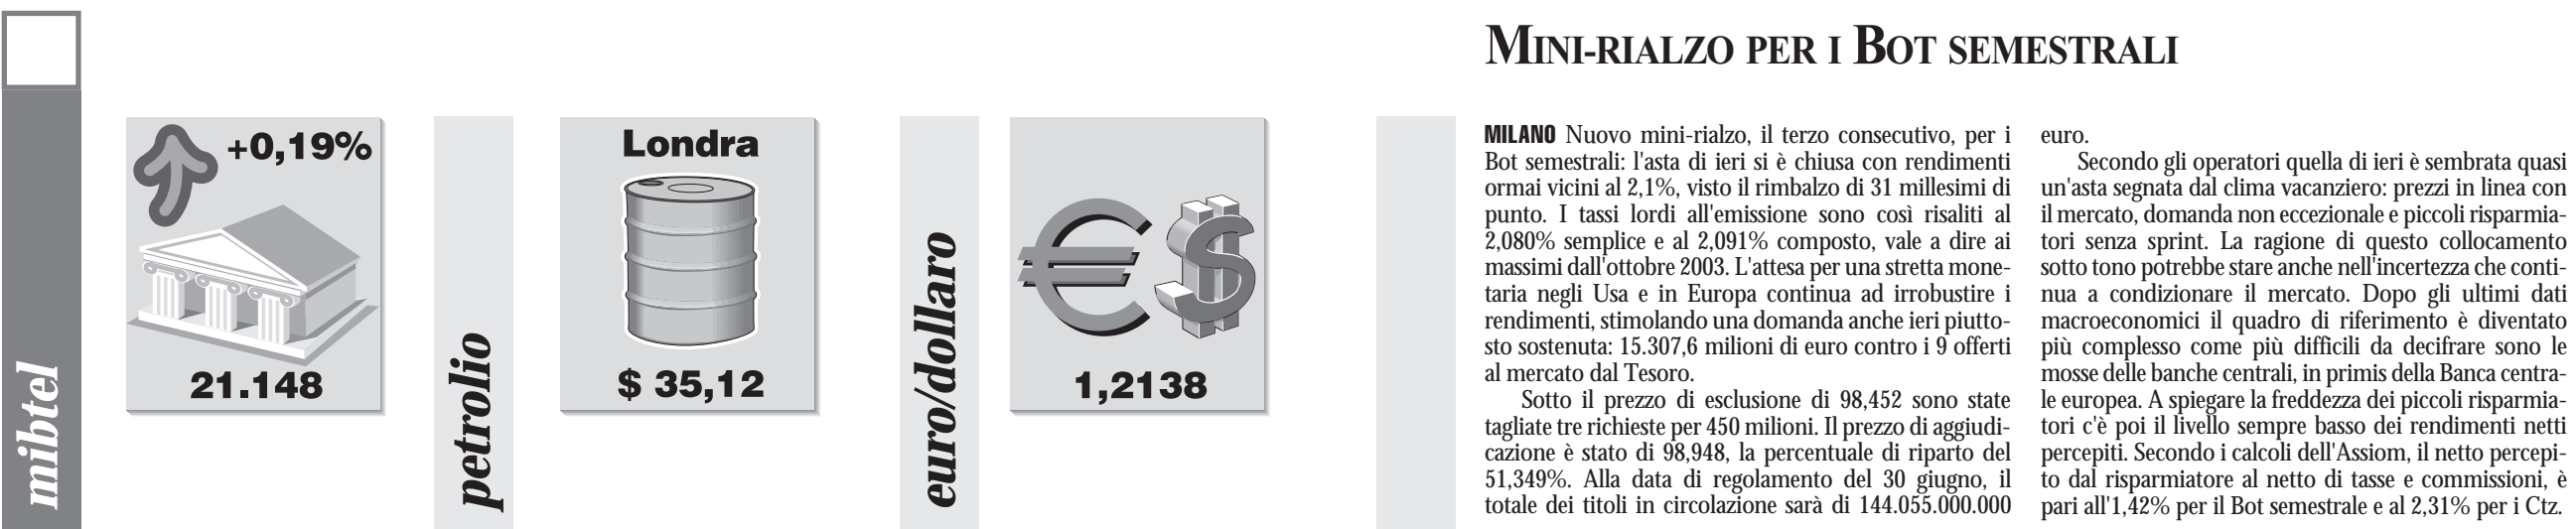 mibtel
+0,19%
21.148
petrolio
Londra
$ 35,12
euro/dollaro
1,2138
MINI-RIALZO PER I BOT SEMESTRALI
MILANO Nuovo mini-rialzo, il terzo consecutivo, per i
Bot semestrali: l'asta di ieri si è chiusa con rendimenti
ormai vicini al 2,1%, visto il rimbalzo di 31 millesimi di
punto. I tassi lordi all'emissione sono così risaliti al
2,080% semplice e al 2,091% composto, vale a dire ai
massimi dall'ottobre 2003. L'attesa per una stretta mone-
taria negli Usa e in Europa continua ad irrobustire i
rendimenti, stimolando una domanda anche ieri piutto-
sto sostenuta: 15.307,6 milioni di euro contro i 9 offerti
al mercato dal Tesoro.
Sotto il prezzo di esclusione di 98,452 sono state
tagliate tre richieste per 450 milioni. Il prezzo di aggiudi-
cazione è stato di 98,948, la percentuale di riparto del
51,349%. Alla data di regolamento del 30 giugno, il
totale dei titoli in circolazione sarà di 144.055.000.000
euro.
Secondo gli operatori quella di ieri è sembrata quasi
un'asta segnata dal clima vacanziero: prezzi in linea con
il mercato, domanda non eccezionale e piccoli risparmia-
tori senza sprint. La ragione di questo collocamento
sotto tono potrebbe stare anche nell'incertezza che conti-
nua a condizionare il mercato. Dopo gli ultimi dati
macroeconomici il quadro di riferimento è diventato
più complesso come più difficili da decifrare sono le
mosse delle banche centrali, in primis della Banca centra-
le europea. A spiegare la freddezza dei piccoli risparmia-
tori c'è poi il livello sempre basso dei rendimenti netti
percepiti. Secondo i calcoli dell'Assiom, il netto percepi-
to dal risparmiatore al netto di tasse e commissioni, è
pari all'1,42% per il Bot semestrale e al 2,31% per i Ctz.